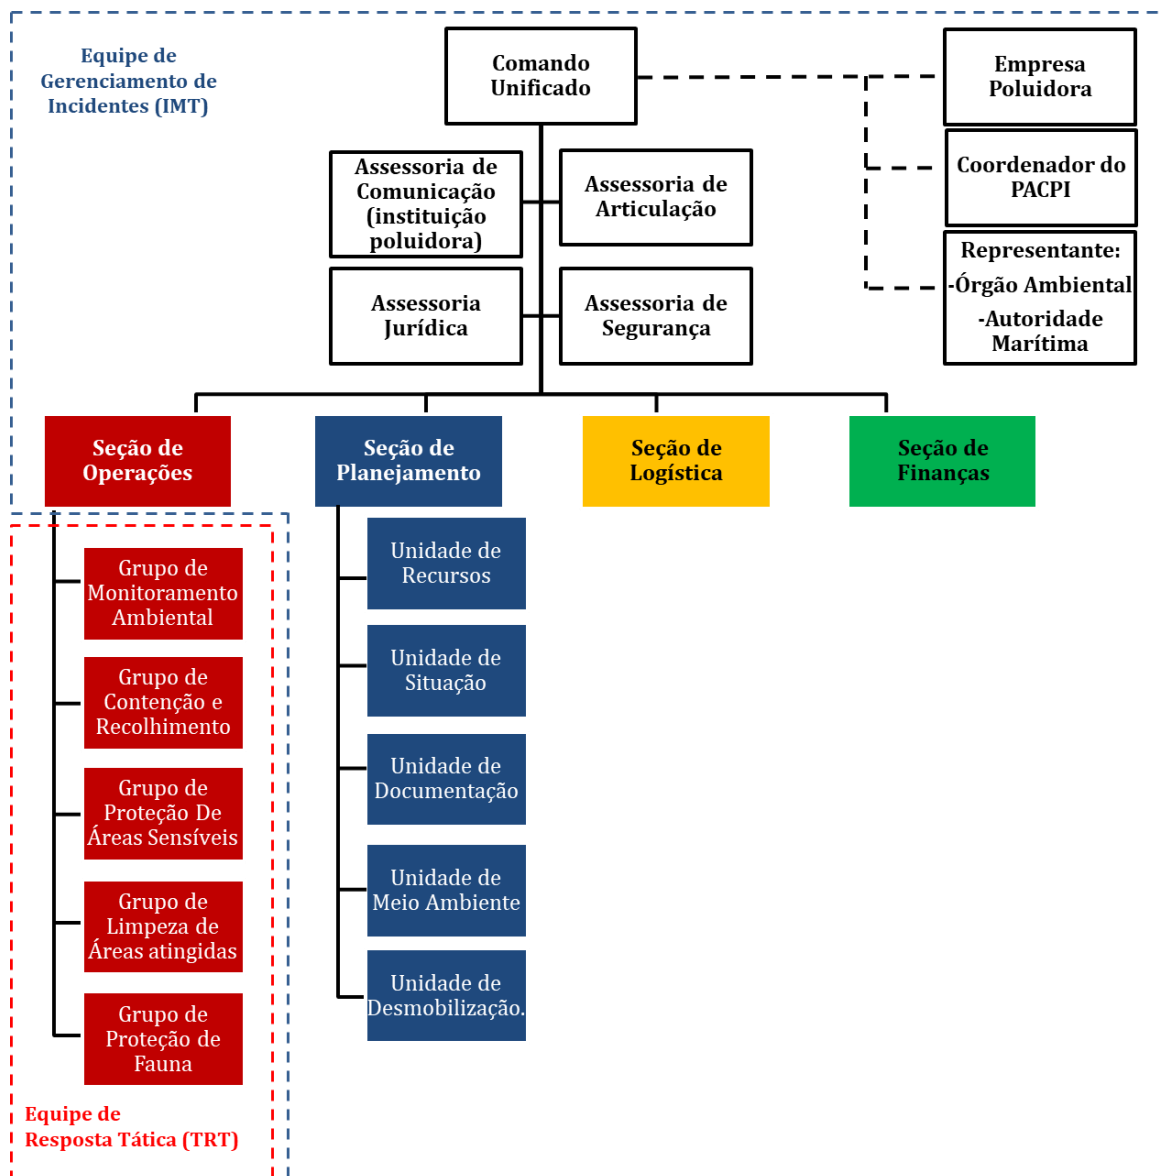 Equipe de
Gerenciamento de
Incidentes (IMT)
Comando
Unificado
Empresa
Poluidora
Coordenador do
PACPI
Representante:
-Órgão Ambiental
-Autoridade
Marítima
Assessoria de
Comunicação
(instituição
poluidora)
Assessoria de
Articulação
Assessoria
Jurídica
Assessoria de
Segurança
Seção de
Operações
Seção de
Planejamento
Seção de
Logística
Seção de
Finanças
Grupo de
Monitoramento
Ambiental
Grupo de
Contenção e
Recolhimento
Grupo de
Proteção De
Áreas Sensíveis
Grupo de
Limpeza de
Áreas atingidas
Grupo de
Proteção de
Fauna
Unidade de
Recursos
Unidade de
Situação
Unidade de
Documentação
Unidade de
Meio Ambiente
Unidade de
Desmobilização.
Equipe de
Resposta Tática (TRT)